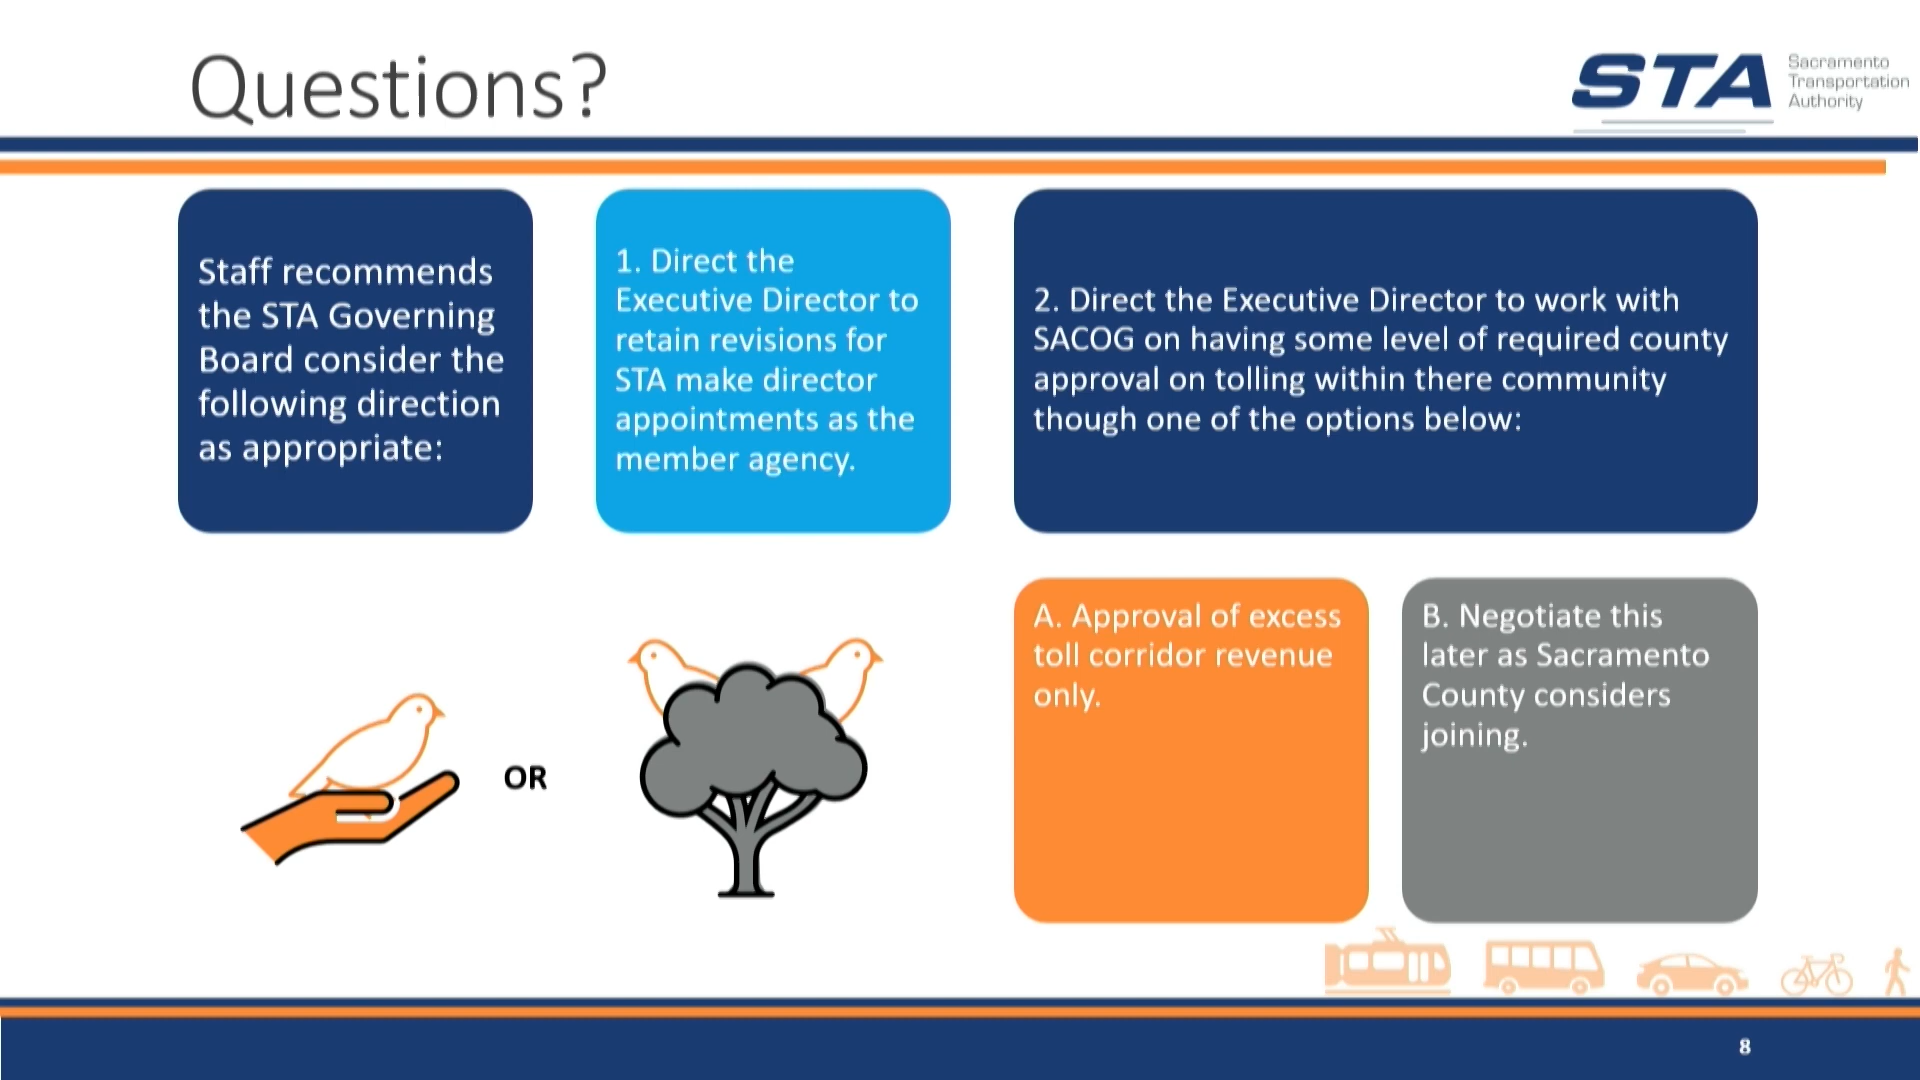 Questions?
STA
Sacramento
Transportation
Authority
Staff recommends
the STA Governing
Board consider the
following direction
as appropriate:
1. Direct the
Executive Director to
retain revisions for
STA make director
appointments as the
member agency.
2. Direct the Executive Director to work with
SACOG on having some level of required county
approval on tolling within there community
though one of the options below:
OR
A. Approval of excess
toll corridor revenue
only.
B. Negotiate this
later as Sacramento
County considers
joining.
8